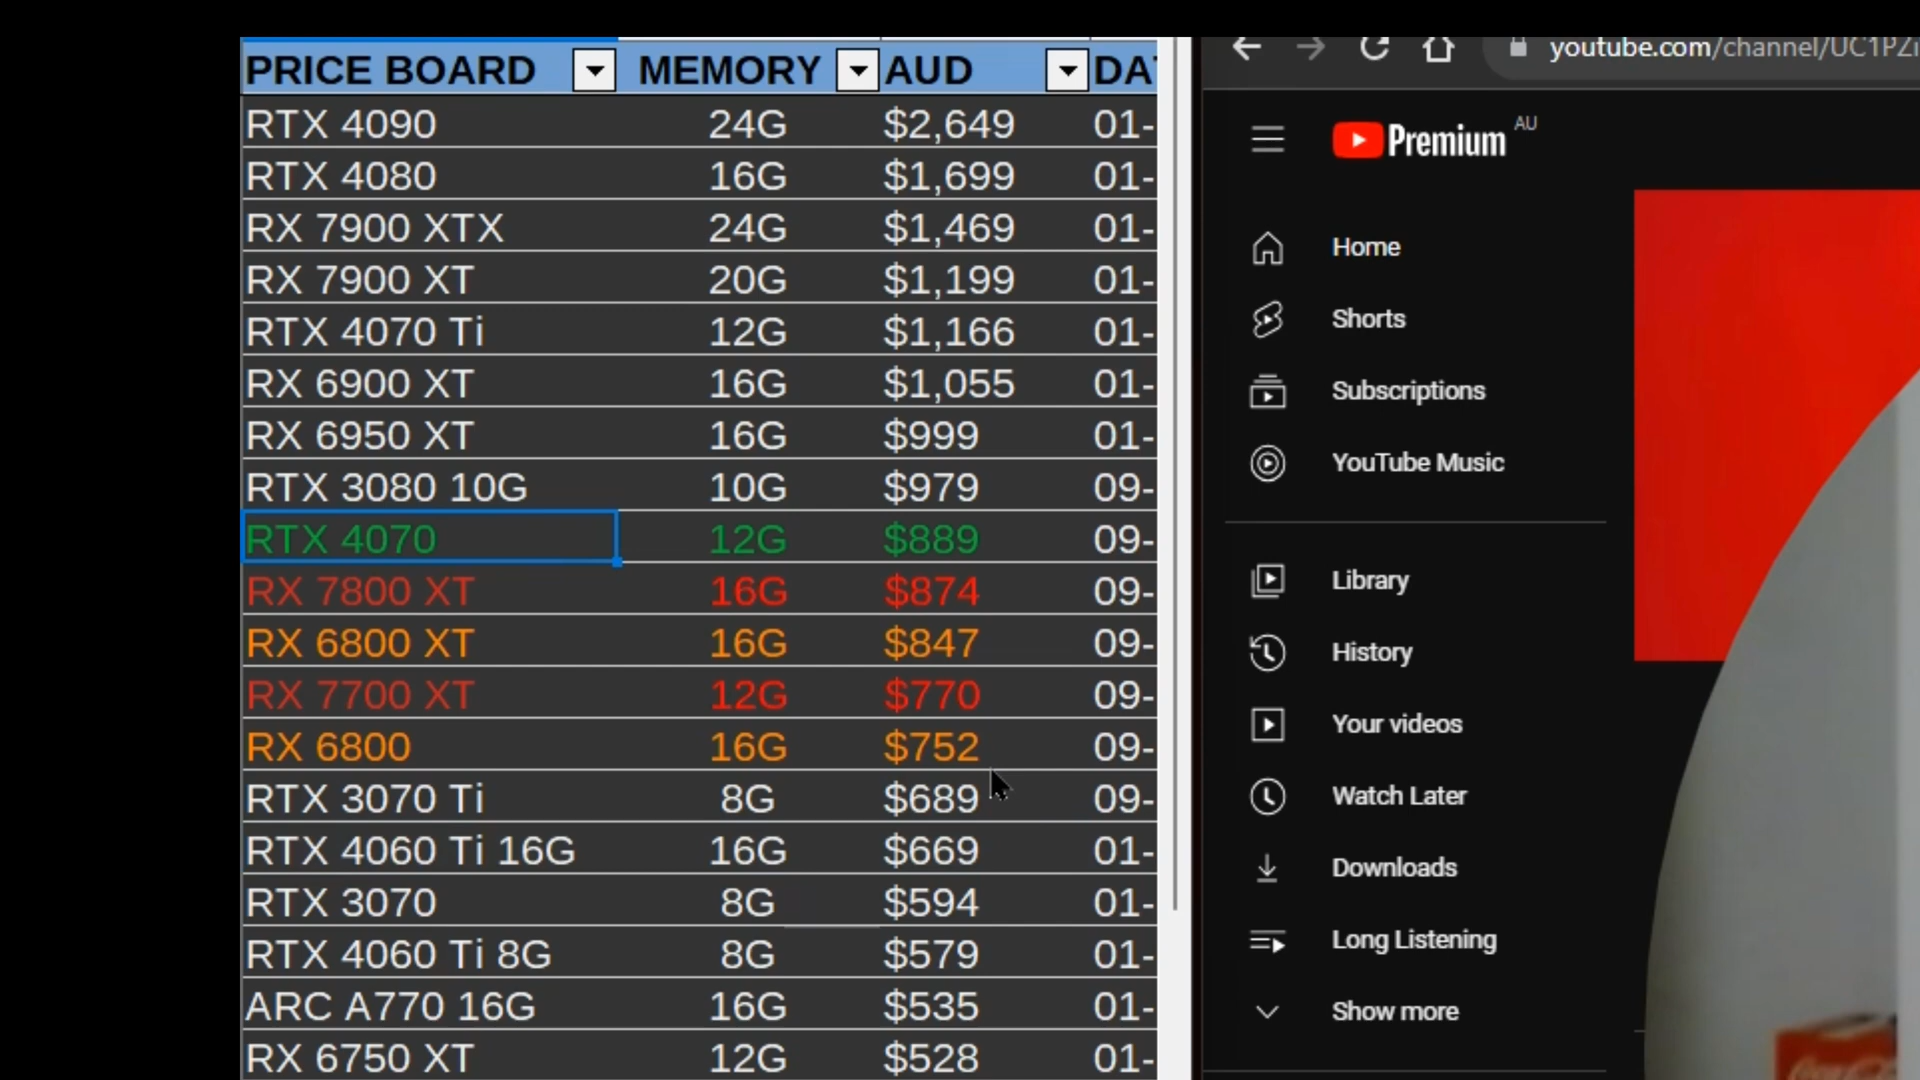 PRICE BOARD MEMORY AUD
RTX 4090 24G $2,649 01-
RTX 4080 16G $1,699 01-
RX 7900 XTX 24G $1,469 01-
RX 7900 XT 20G $1,199 01-
RTX 4070 Ti 12G $1,166 01-
RX 6900 XT 16G $1,055 01-
RX 6950 XT 16G $999 01-
RTX 3080 10G 10G $979 09-
RTX 4070 12G $889 09-
RX 7800 XT 16G $874 09-
RX 6800 XT 16G $847 09-
RX 7700 XT 12G $770 09-
RX 6800 16G $752 09-
RTX 3070 Ti 8G $689 09-
RTX 4060 Ti 16G 16G $669 01-
RTX 3070 8G $594 01-
RTX 4060 Ti 8G 8G $579 01-
ARC A770 16G 16G $535 01-
RX 6750 XT 12G $528 01-
youtube.com/channel/UC1PZ
Premium AU
Home
Shorts
Subscriptions
YouTube Music
Library
History
Your videos
Watch Later
Downloads
Long Listening
Show more